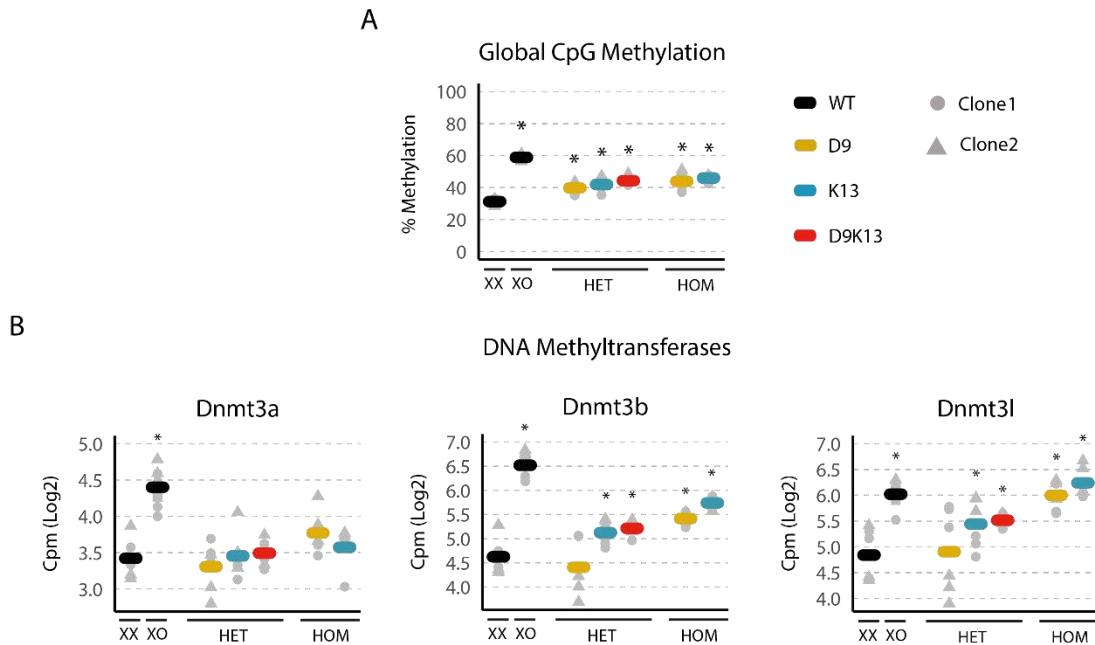 A
Global CpG Methylation
% Methylation
100
80
60
40
20
0
*
*
*
*
*
*
XX
XO
HET
HOM
WT
D9
K13
D9K13
Clone1
Clone2
B
DNA Methyltransferases
Dnmt3a
Cpm (Log2)
5.0
4.5
4.0
3.5
3.0
*
XX
XO
HET
HOM
Dnmt3b
Cpm (Log2)
7.0
6.5
6.0
5.5
5.0
4.5
4.0
*
*
*
*
*
XX
XO
HET
HOM
Dnmt3l
Cpm (Log2)
7.0
6.5
6.0
5.5
5.0
4.5
4.0
*
*
*
*
*
XX
XO
HET
HOM